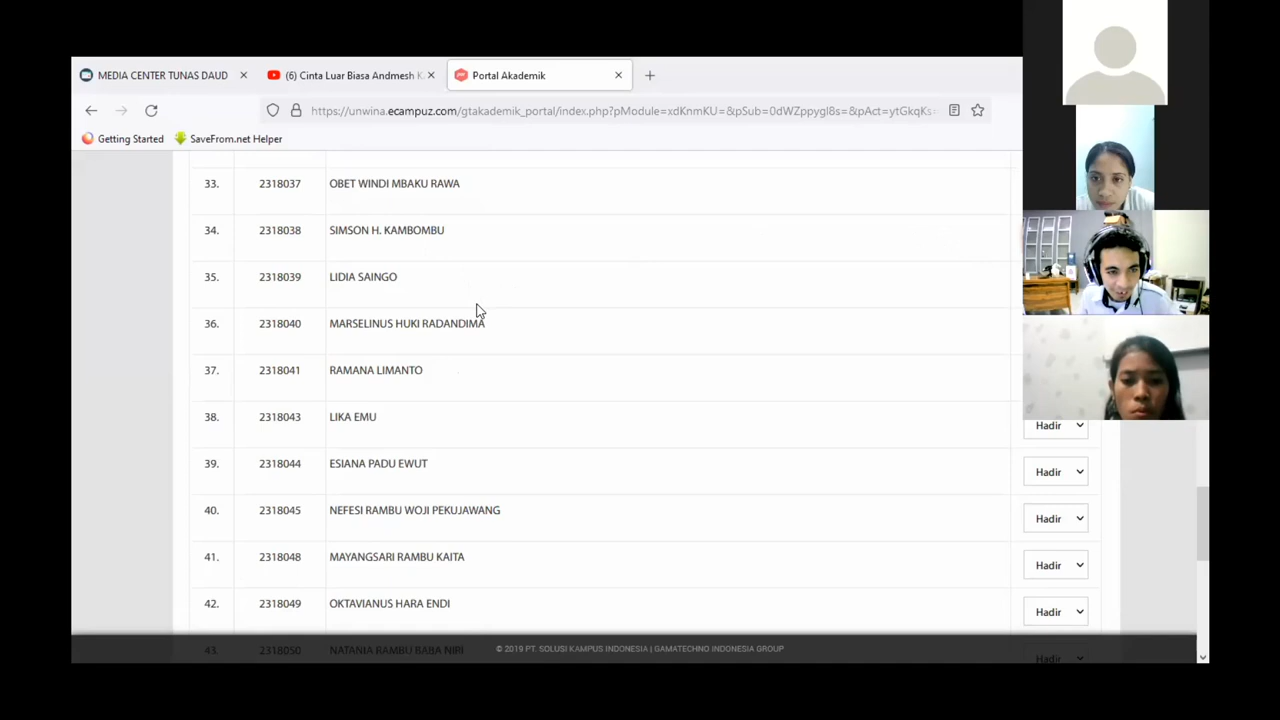 MEDIA CENTER TUNAS DAUD
(6) Cinta Luar Biasa Andmesh K
Portal Akademik
https://unwina.ecampuz.com/gtakademik_portal/index.php?pModule=xdKnmKU=&pSub=0dWZppygl8s=&pAct=ytGkqKs=
Getting Started
SaveFrom.net Helper
33. 2318037 OBET WINDI MBAKU RAWA
34. 2318038 SIMSON H. KAMBOMBU
35. 2318039 LIDIA SAINGO
36. 2318040 MARSELINUS HUKI RADANDIMA
37. 2318041 RAMANA LIMANTO
38. 2318043 LIKA EMU Hadir
39. 2318044 ESIANA PADU EWUT Hadir
40. 2318045 NEFESI RAMBU WOJI PEKUJAWANG Hadir
41. 2318048 MAYANGSARI RAMBU KAITA Hadir
42. 2318049 OKTAVIANUS HARA ENDI Hadir
43. 2318050 NATANIA RAMBU BABA NIRI Hadir
© 2019 PT. SOLUSI KAMPUS INDONESIA | GAMATECHNO INDONESIA GROUP